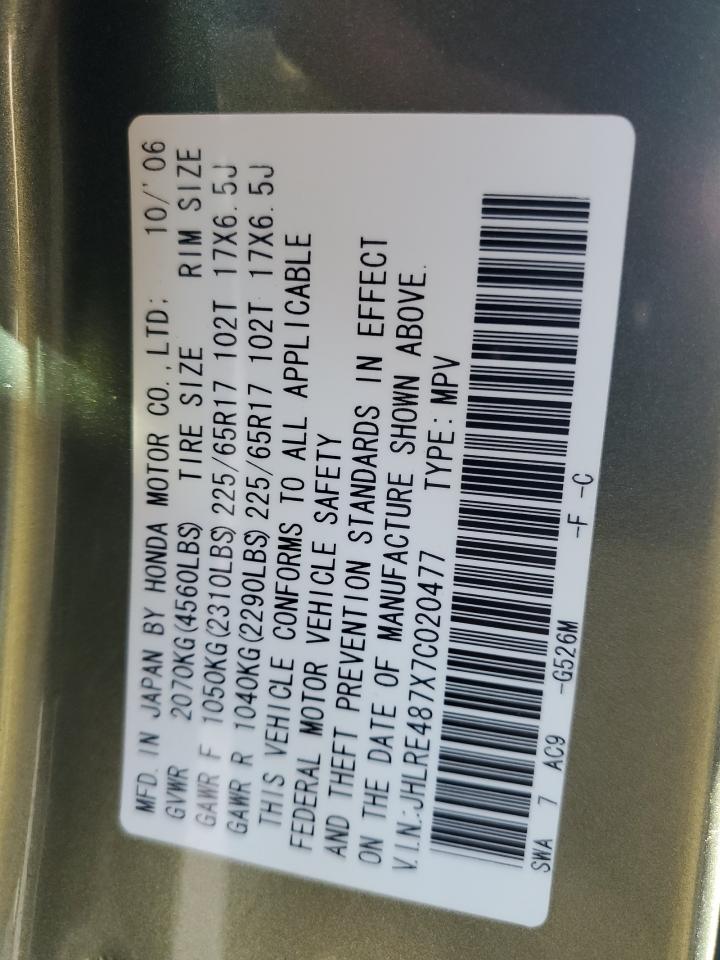 MFD. IN JAPAN BY HONDA MOTOR CO., LTD; 10/'06
GVWR 2070KG(4560LBS) TIRE SIZE RIM SIZE
GAWR F 1050KG(2310LBS) 225/65R17 102T 17X6.5J
GAWR R 1040KG(2290LBS) 225/65R17 102T 17X6.5J
THIS VEHICLE CONFORMS TO ALL APPLICABLE
FEDERAL MOTOR VEHICLE SAFETY
AND THEFT PREVENTION STANDARDS IN EFFECT
ON THE DATE OF MANUFACTURE SHOWN ABOVE.
V.I.N.:JHLRE487X7C020477 TYPE: MPV
SWA 7 AC9 -G526M -F -C